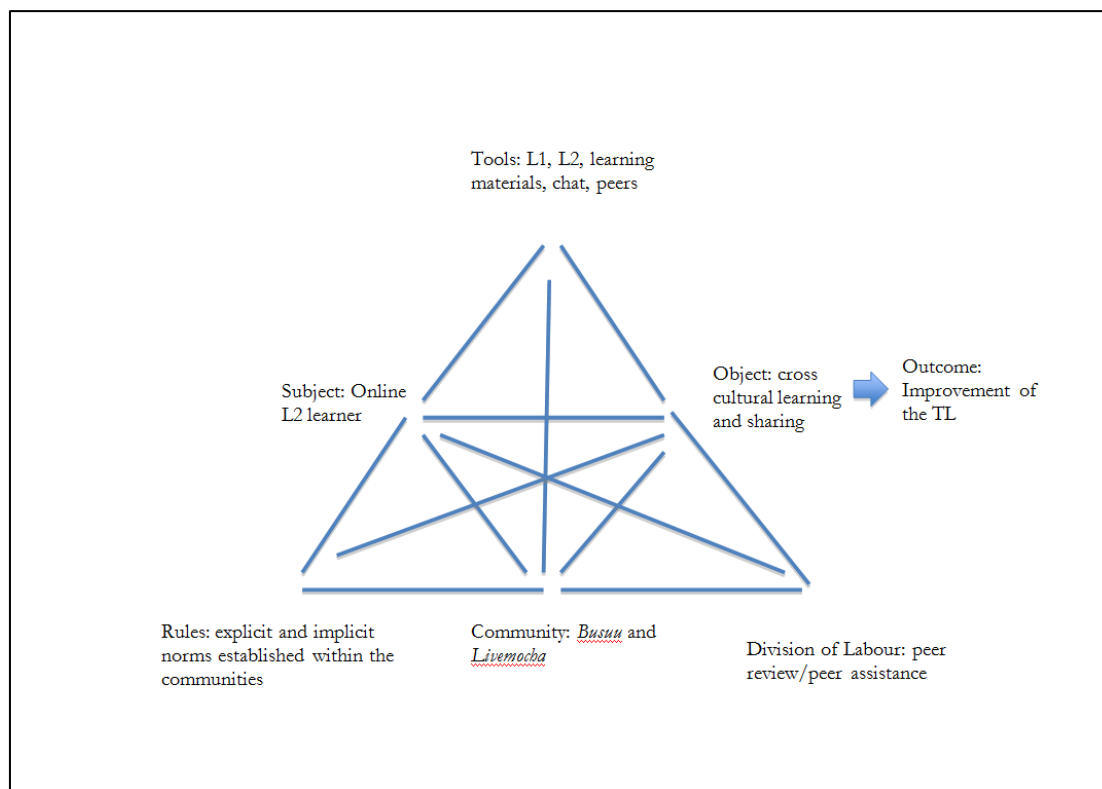 Tools: L1, L2, learning
materials, chat, peers
Subject: Online
L2 learner
Object: cross
cultural learning
and sharing
Outcome:
Improvement of
the TL
Rules: explicit and implicit
norms established within the
communities
Community: Busuu and
Livemocha
Division of Labour: peer
review/peer assistance